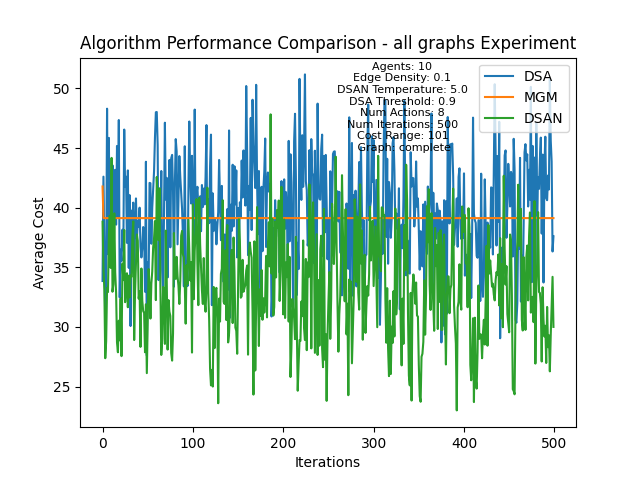 Algorithm Performance Comparison - all graphs Experiment
Agents: 10
Edge Density: 0.1
DSAN Temperature: 5.0
DSA Threshold: 0.9
Num Actions: 8
Num Iterations: 500
Cost Range: 101
Graph: complete
DSA
MGM
DSAN
50
45
40
35
30
25
Average Cost
0 100 200 300 400 500
Iterations